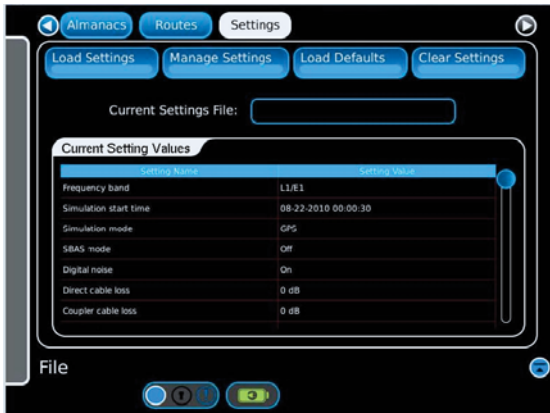 Almanacs Routes Settings
Load Settings Manage Settings Load Defaults Clear Settings
Current Settings File:
Current Setting Values
Setting Name Setting Value
Frequency band L1/E1
Simulation start time 08-22-2010 00:00:30
Simulation mode GPS
SBAS mode Off
Digital noise On
Direct cable loss 0 dB
Coupler cable loss 0 dB
File